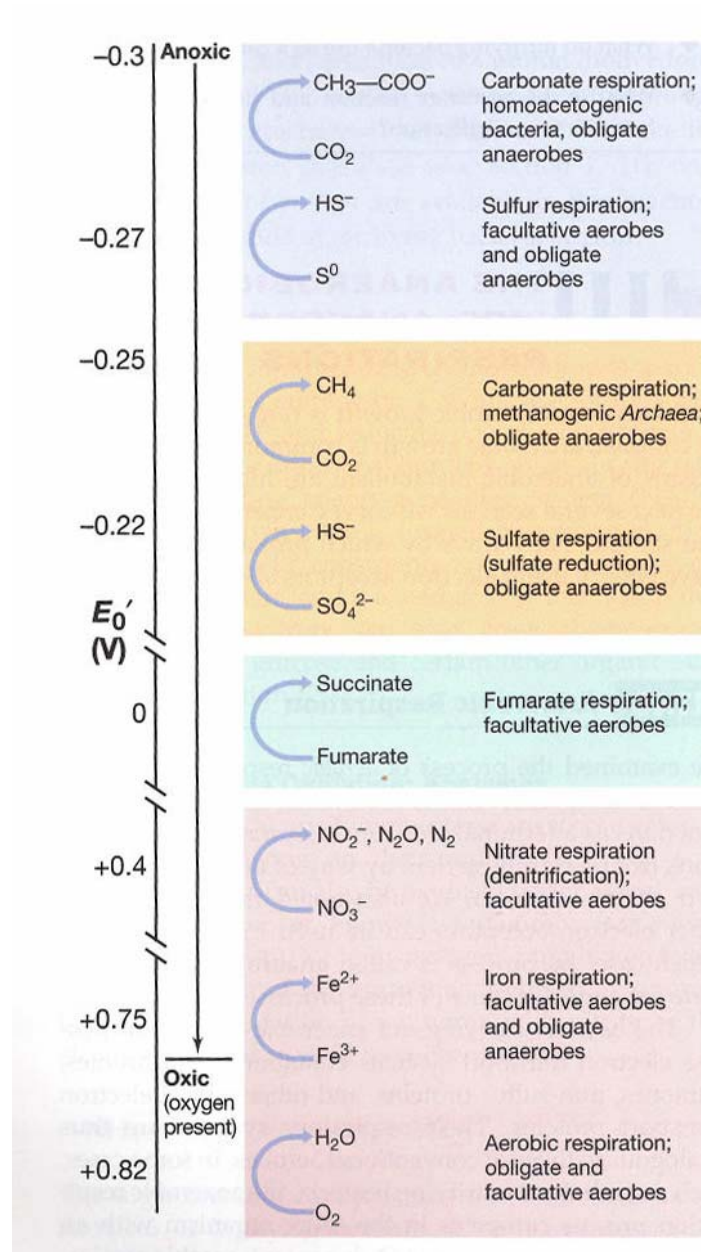 −0.3
Anoxic
CH₃—COO⁻
CO₂
Carbonate respiration;
homoacetogenic
bacteria, obligate
anaerobes
−0.27
HS⁻
S⁰
Sulfur respiration;
facultative aerobes
and obligate
anaerobes
−0.25
CH₄
CO₂
Carbonate respiration;
methanogenic Archaea;
obligate anaerobes
−0.22
HS⁻
SO₄²⁻
Sulfate respiration
(sulfate reduction);
obligate anaerobes
E₀′
(V)
0
Succinate
Fumarate
Fumarate respiration;
facultative aerobes
+0.4
NO₂⁻, N₂O, N₂
NO₃⁻
Nitrate respiration
(denitrification);
facultative aerobes
+0.75
Fe²⁺
Fe³⁺
Iron respiration;
facultative aerobes
and obligate
anaerobes
Oxic
(oxygen
present)
+0.82
H₂O
O₂
Aerobic respiration;
obligate and
facultative aerobes